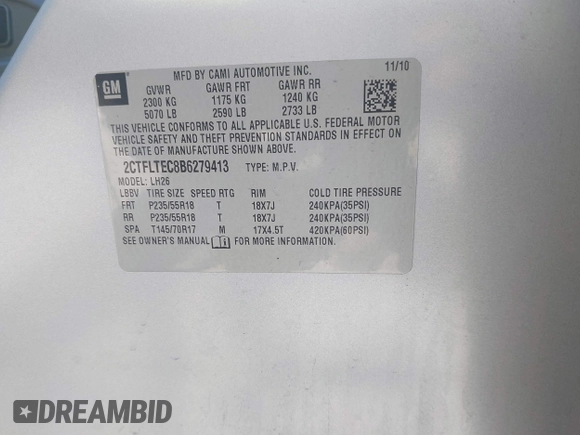 MFD BY CAMI AUTOMOTIVE INC. 11/10
GM
GVWR GAWR FRT GAWR RR
2300 KG 1175 KG 1240 KG
5070 LB 2590 LB 2733 LB
THIS VEHICLE CONFORMS TO ALL APPLICABLE U.S. FEDERAL MOTOR
VEHICLE SAFETY AND THEFT PREVENTION STANDARDS IN EFFECT ON
THE DATE OF MANUFACTURE SHOWN ABOVE.
2CTFLTEC8B6279413 TYPE: M.P.V.
MODEL: LH26
LBBV TIRE SIZE SPEED RTG RIM COLD TIRE PRESSURE
FRT P235/55R18 T 18X7J 240KPA(35PSI)
RR P235/55R18 T 18X7J 240KPA(35PSI)
SPA T145/70R17 M 17X4.5T 420KPA(60PSI)
SEE OWNER'S MANUAL FOR MORE INFORMATION.
DREAMBID